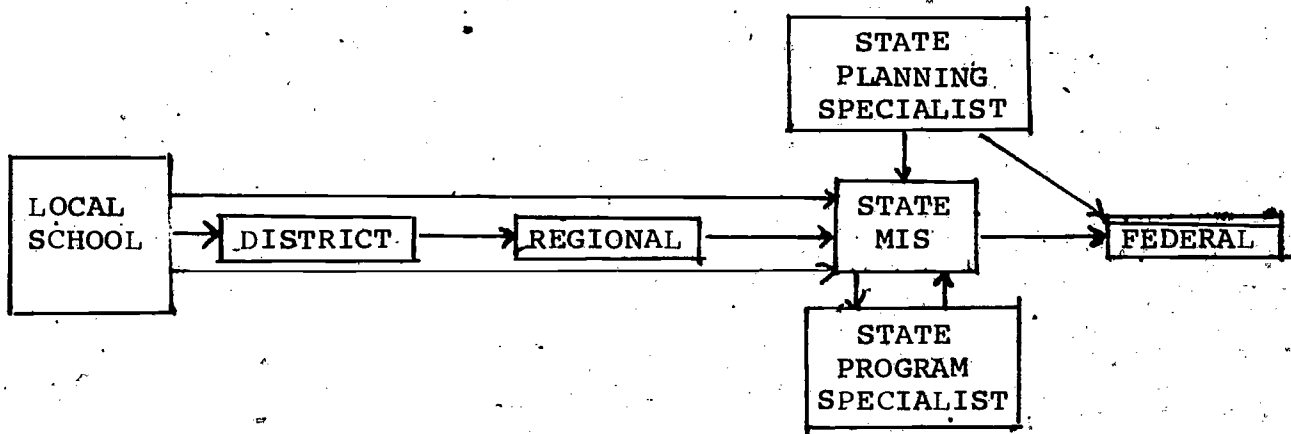 STATE
PLANNING
SPECIALIST
LOCAL
SCHOOL
DISTRICT
REGIONAL
STATE
MIS
FEDERAL
STATE
PROGRAM
SPECIALIST